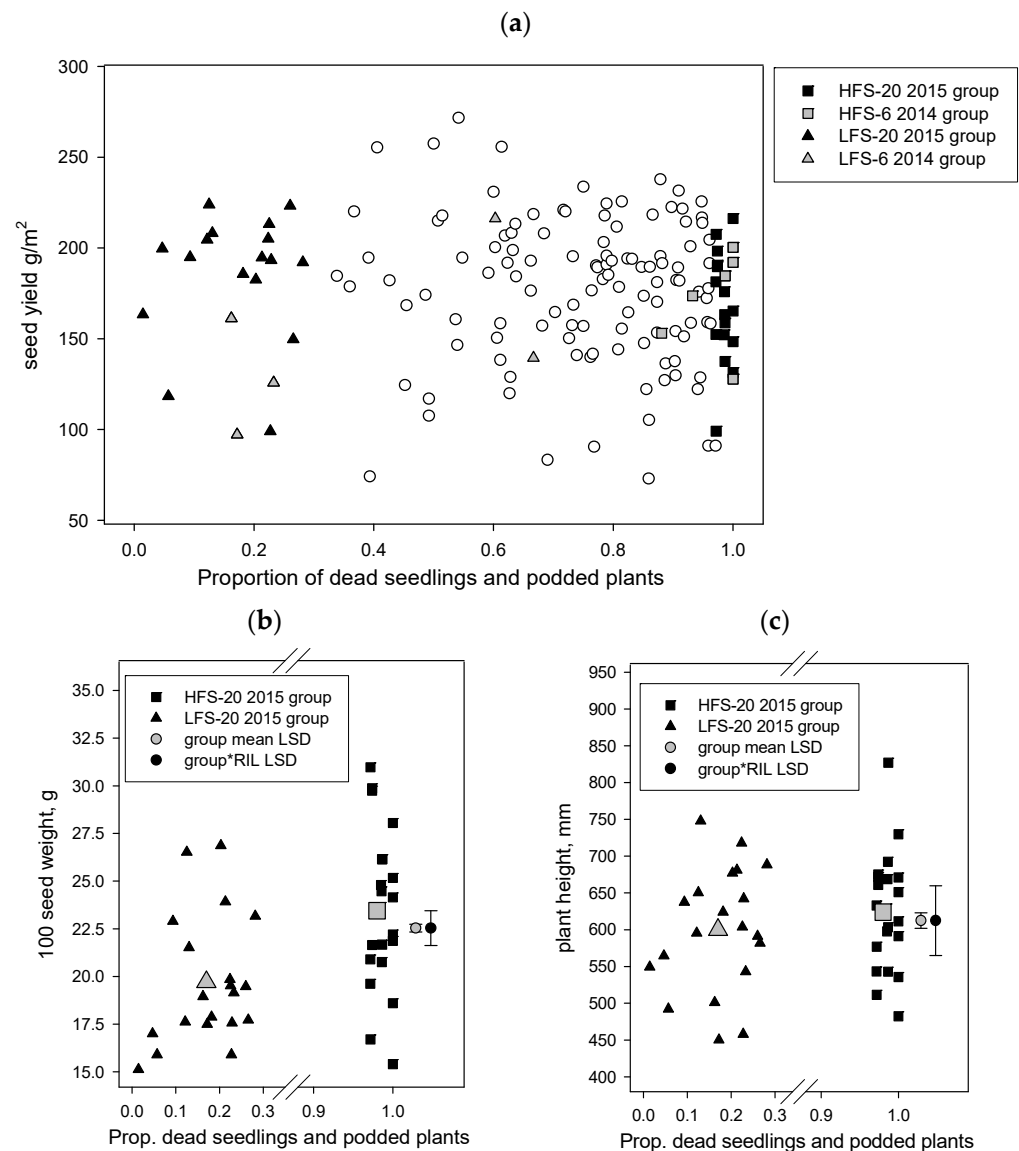 (a)
300
250
200
150
100
50
seed yield g/m²
0.0 0.2 0.4 0.6 0.8 1.0
Proportion of dead seedlings and podded plants
HFS-20 2015 group
HFS-6 2014 group
LFS-20 2015 group
LFS-6 2014 group
(b)
35.0
32.5
30.0
27.5
25.0
22.5
20.0
17.5
15.0
100 seed weight, g
HFS-20 2015 group
LFS-20 2015 group
group mean LSD
group*RIL LSD
0.0 0.1 0.2 0.3 0.9 1.0
Prop. dead seedlings and podded plants
(c)
950
900
850
800
750
700
650
600
550
500
450
400
plant height, mm
HFS-20 2015 group
LFS-20 2015 group
group mean LSD
group*RIL LSD
0.0 0.1 0.2 0.3 0.9 1.0
Prop. dead seedlings and podded plants